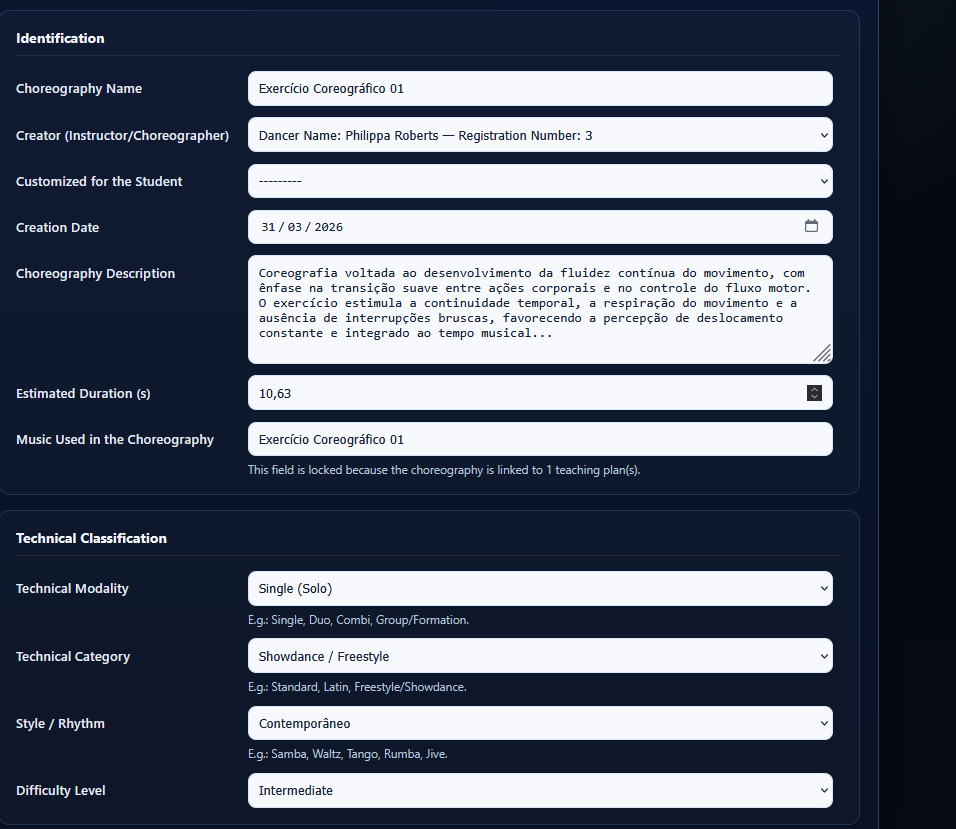 Identification
Choreography Name
Exercício Coreográfico 01
Creator (Instructor/Choreographer)
Dancer Name: Philippa Roberts — Registration Number: 3
Customized for the Student
---------
Creation Date
31 / 03 / 2026
Choreography Description
Coreografia voltada ao desenvolvimento da fluidez contínua do movimento, com
ênfase na transição suave entre ações corporais e no controle do fluxo motor.
O exercício estimula a continuidade temporal, a respiração do movimento e a
ausência de interrupções bruscas, favorecendo a percepção de deslocamento
constante e integrado ao tempo musical...
Estimated Duration (s)
10,63
Music Used in the Choreography
Exercício Coreográfico 01
This field is locked because the choreography is linked to 1 teaching plan(s).
Technical Classification
Technical Modality
Single (Solo)
E.g.: Single, Duo, Combi, Group/Formation.
Technical Category
Showdance / Freestyle
E.g.: Standard, Latin, Freestyle/Showdance.
Style / Rhythm
Contemporâneo
E.g.: Samba, Waltz, Tango, Rumba, Jive.
Difficulty Level
Intermediate